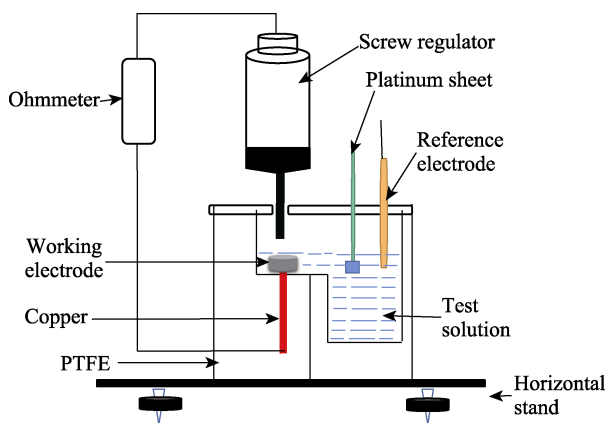 Screw regulator
Platinum sheet
Ohmmeter
Reference
electrode
Working
electrode
Copper
Test
solution
PTFE
Horizontal
stand